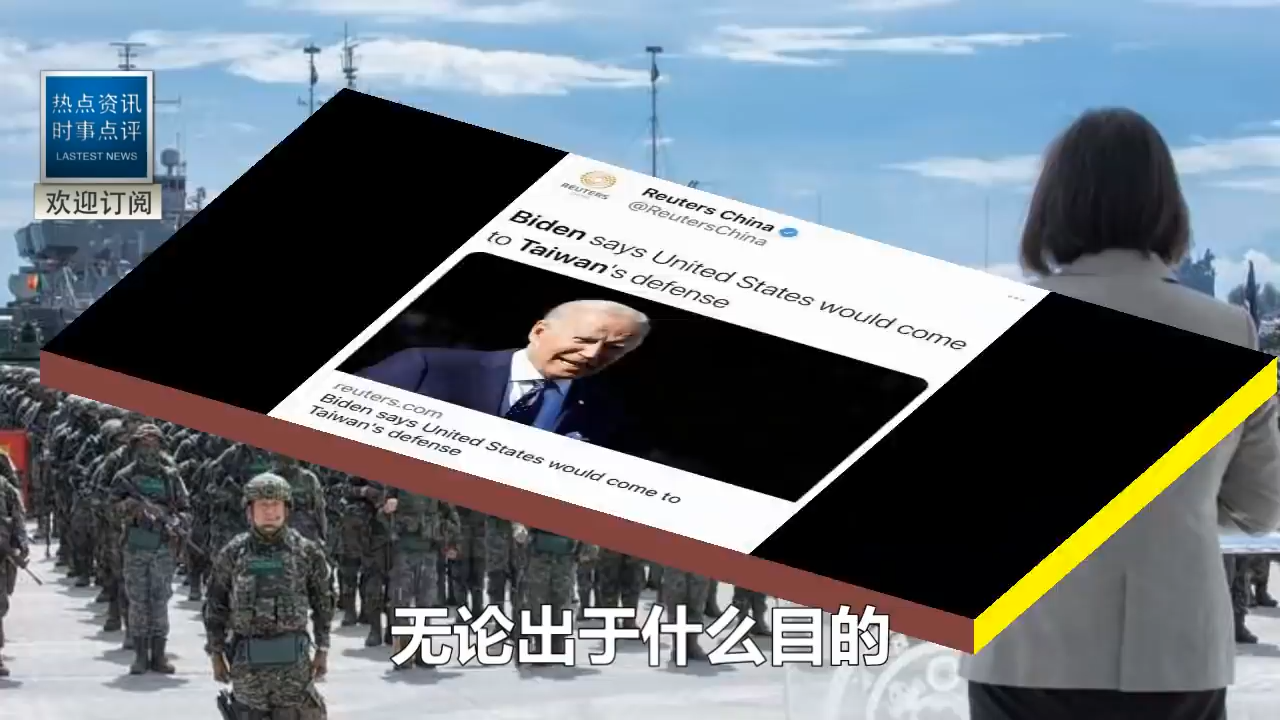 热点资讯
时事点评
LASTEST NEWS
欢迎订阅
REUTERS
Reuters China
@ReutersChina
Biden says United States would come
to Taiwan's defense
reuters.com
Biden says United States would come to
Taiwan's defense
无论出于什么目的